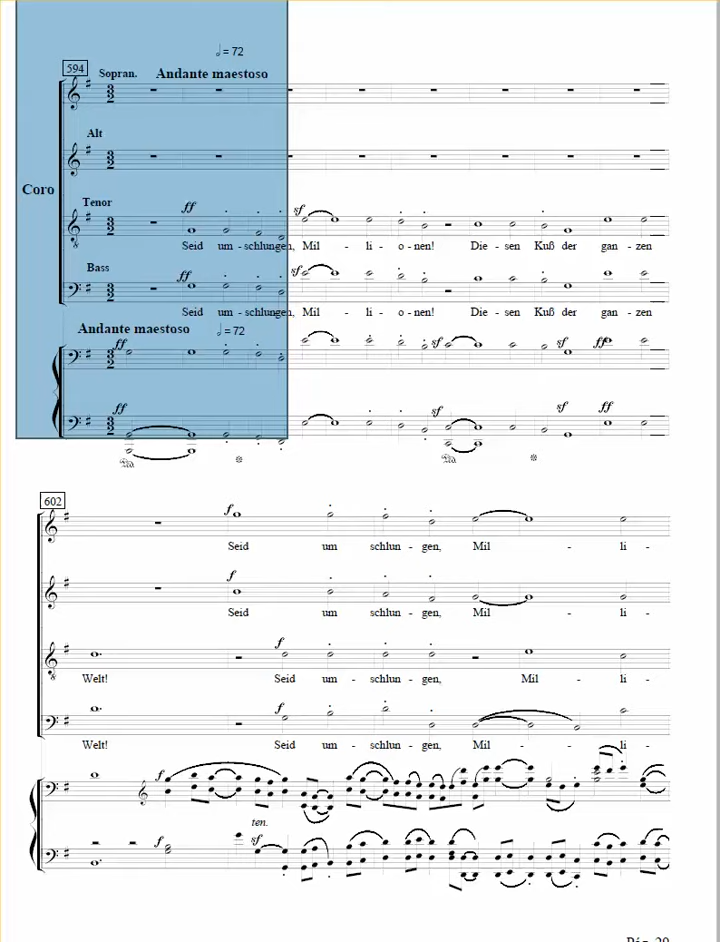 𝅗𝅥 = 72
594
Sopran. Andante maestoso
Alt
Coro
Tenor
ff
sf
Seid um - schlungen, Mil - li - o - nen! Die - sen Kuß der gan - zen
Bass
ff
sf
Seid um - schlungen, Mil - li - o - nen! Die - sen Kuß der gan - zen
Andante maestoso 𝅗𝅥 = 72
ff sf sf ff
ff sf sf ff
602
f
Seid um schlun - gen, Mil - li -
f
Seid um schlun - gen, Mil - li -
f
Welt! Seid um - schlun - gen, Mil - li -
f
Welt! Seid um - schlun - gen, Mil - li -
f
ten.
f sf